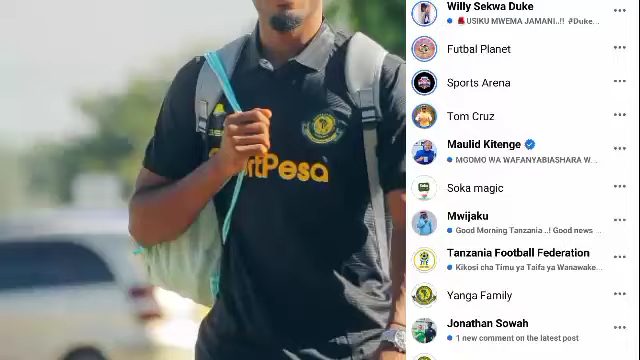 SportPesa
Willy Sekwa Duke
USIKU MWEMA JAMANI..!! #Duke...
Futbal Planet
Sports Arena
Tom Cruz
Maulid Kitenge
MGOMO WA WAFANYABIASHARA W...
Soka magic
Mwijaku
Good Morning Tanzania ..! Good news ...
Tanzania Football Federation
Kikosi cha Timu ya Taifa ya Wanawake...
Yanga Family
Jonathan Sowah
1 new comment on the latest post